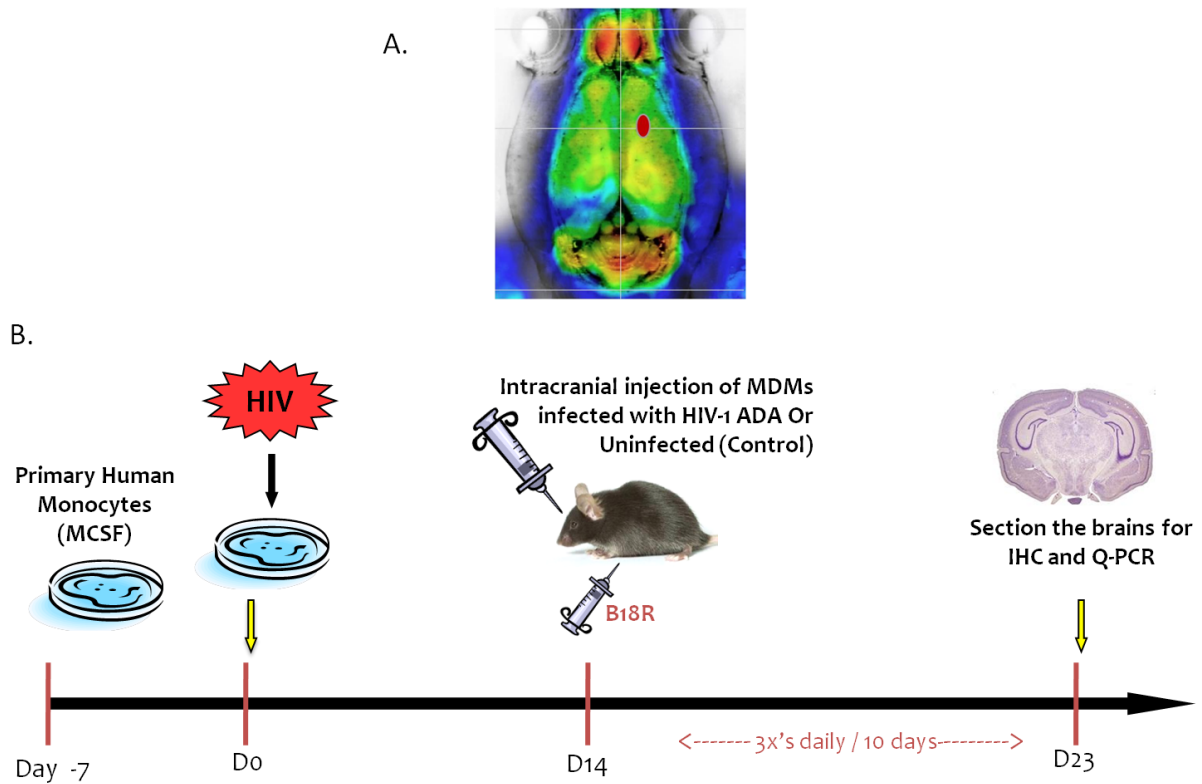 A.
B.
HIV
Primary Human
Monocytes
(MCSF)
Intracranial injection of MDMs
infected with HIV-1 ADA Or
Uninfected (Control)
B18R
Section the brains for
IHC and Q-PCR
<------- 3x's daily / 10 days-------->
Day -7
D0
D14
D23